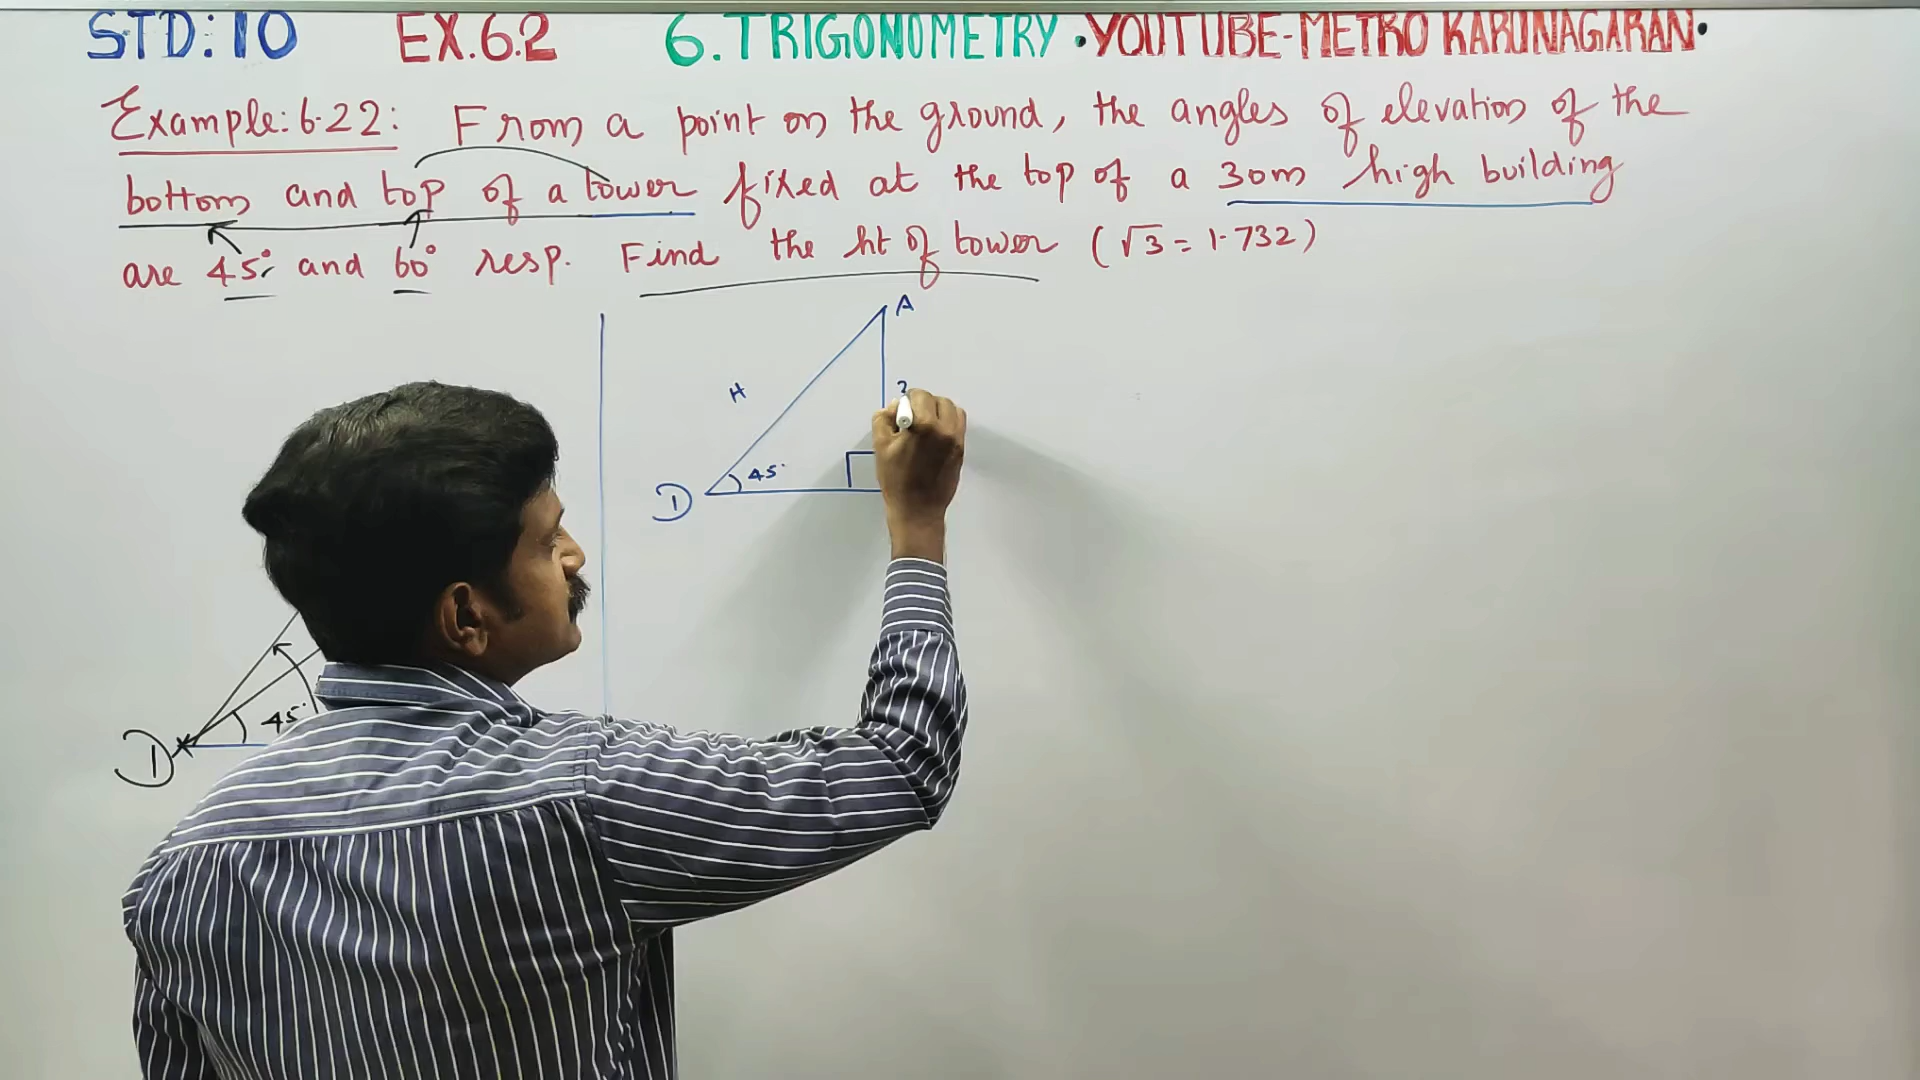 STD:10 EX.6.2 6.TRIGONOMETRY •YOUTUBE-METRO KARUNAGARAN•
Example:6.22: From a point on the ground, the angles of elevation of the
bottom and top of a tower fixed at the top of a 30m high building
are 45° and 60° resp. Find the ht of tower (√3 = 1.732)
A
H
45°
D
45°
D